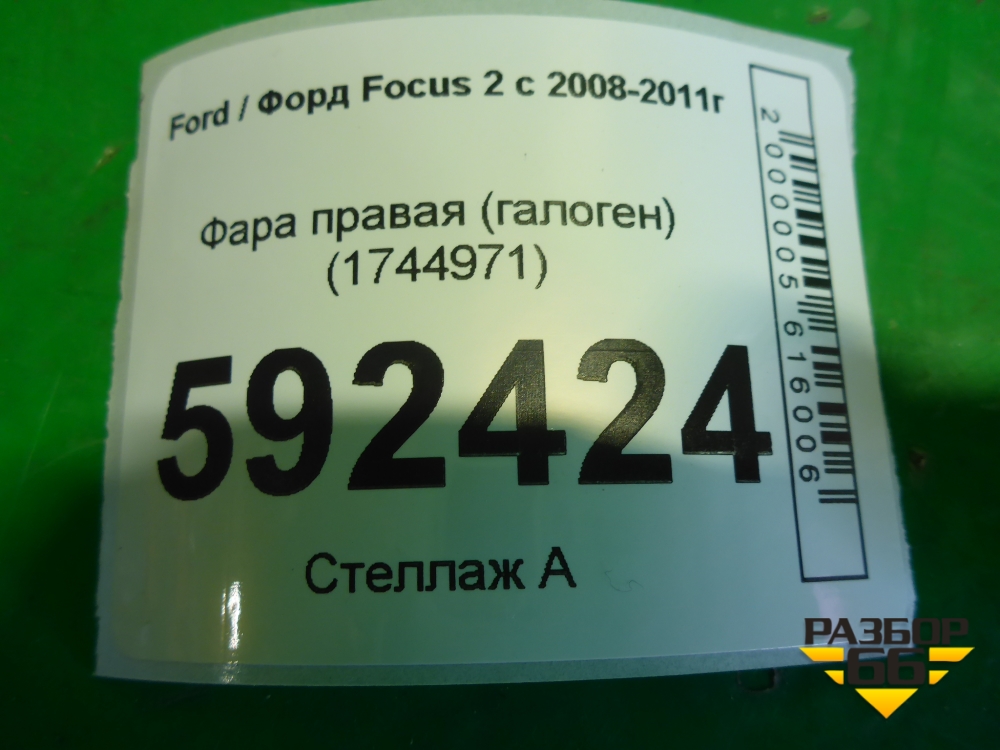 Ford / Форд Focus 2 с 2008-2011г
Фара правая (галоген)
(1744971)
592424
Стеллаж А
2000005616006
РАЗБОР
66